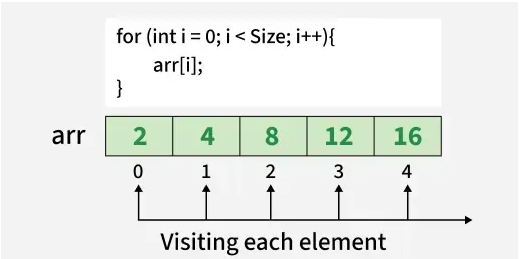 for (int i = 0; i < Size; i++){
arr[i];
}
arr 2 4 8 12 16
0 1 2 3 4
Visiting each element